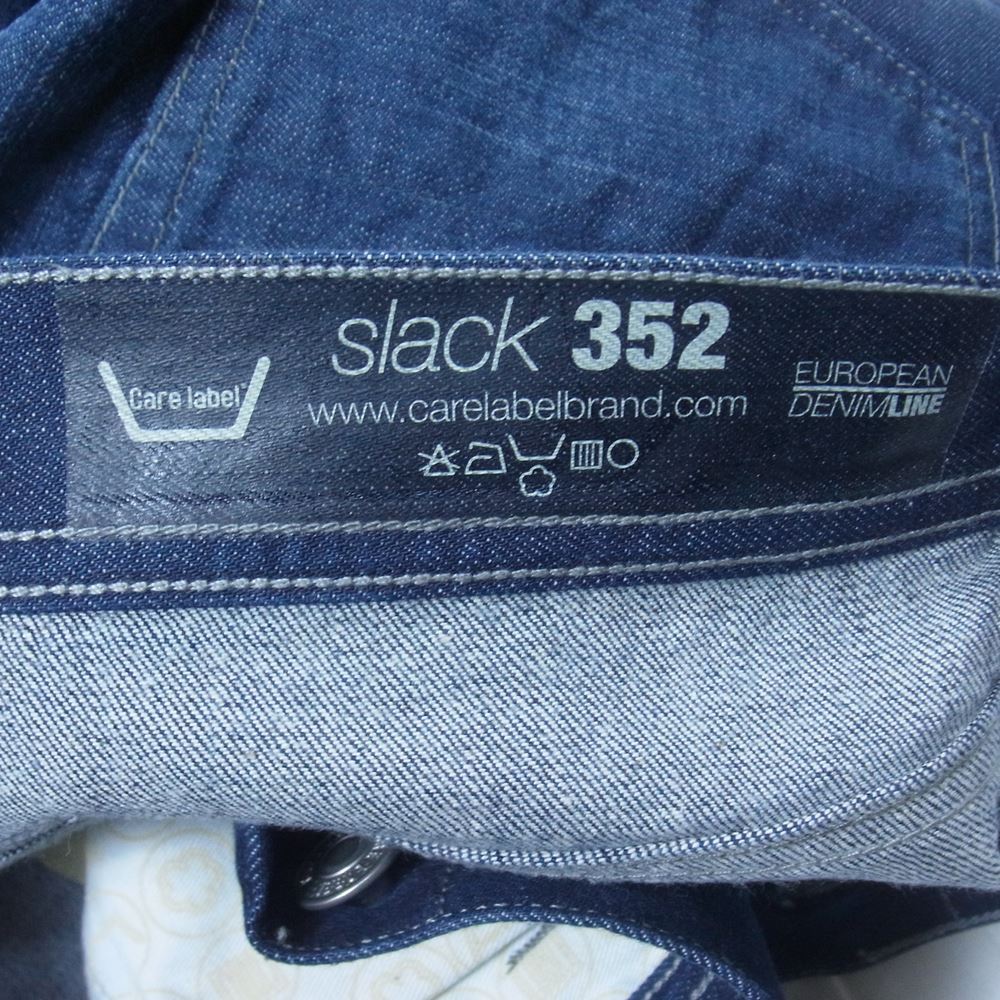 slack 352
Care label
www.carelabelbrand.com
EUROPEAN
DENIMLINE